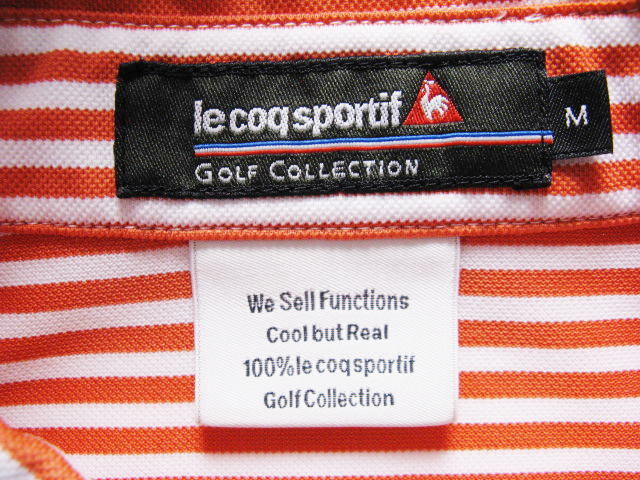 le coq sportif
GOLF COLLECTION
M
We Sell Functions
Cool but Real
100% le coq sportif
Golf Collection